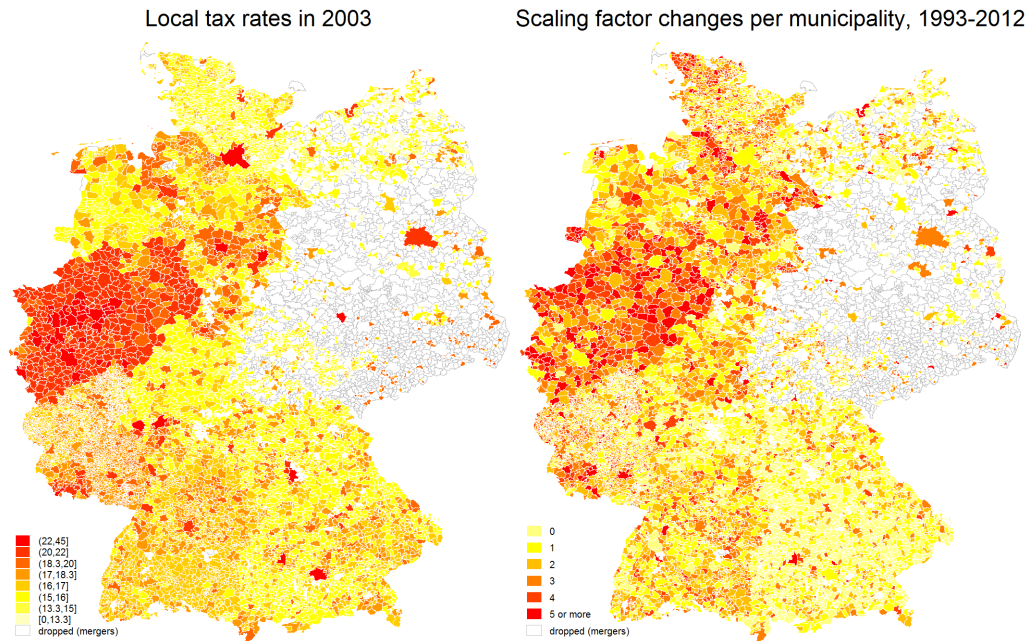 Local tax rates in 2003
(22,45]
(20,22]
(18.3,20]
(17,18.3]
(16,17]
(15,16]
(13.3,15]
[0,13.3]
dropped (mergers)
Scaling factor changes per municipality, 1993-2012
0
1
2
3
4
5 or more
dropped (mergers)